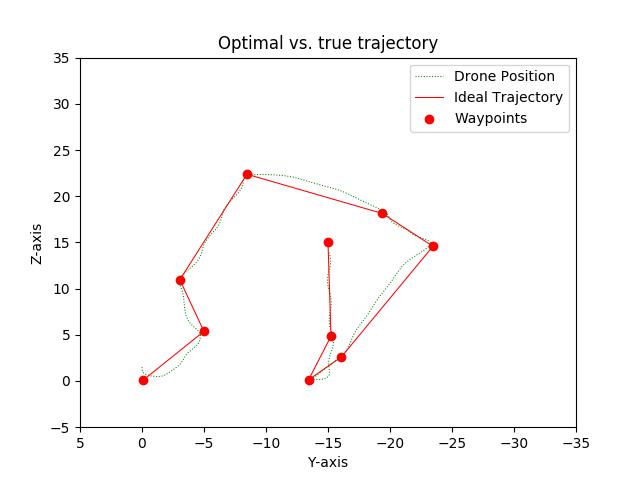 Optimal vs. true trajectory
Drone Position
Ideal Trajectory
Waypoints
Z-axis
35
30
25
20
15
10
5
0
−5
5 0 −5 −10 −15 −20 −25 −30 −35
Y-axis